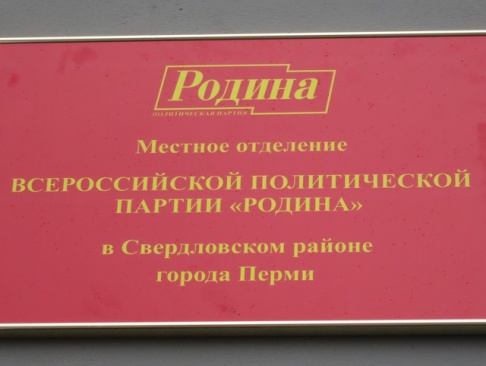 Родина
ПОЛИТИЧЕСКАЯ ПАРТИЯ
Местное отделение
ВСЕРОССИЙСКОЙ ПОЛИТИЧЕСКОЙ
ПАРТИИ «РОДИНА»
в Свердловском районе
города Перми